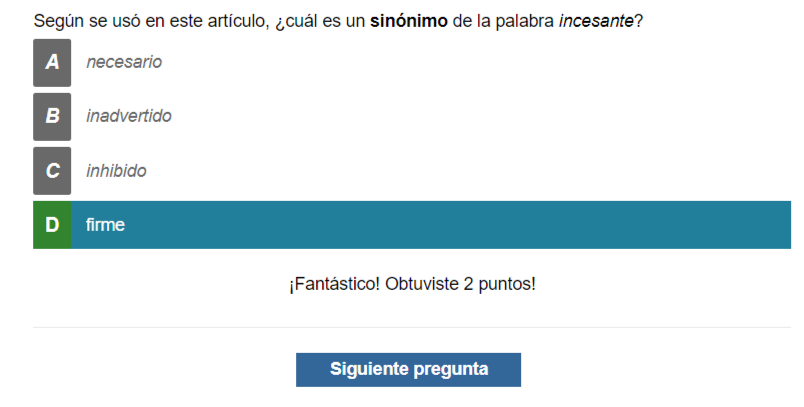 Según se usó en este artículo, ¿cuál es un sinónimo de la palabra incesante?
A necesario
B inadvertido
C inhibido
D firme
¡Fantástico! Obtuviste 2 puntos!
Siguiente pregunta